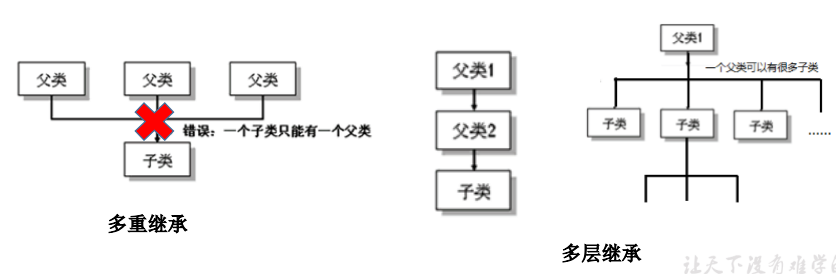 父类 父类 父类
错误：一个子类只能有一个父类
子类
多重继承
父类1
父类2
子类
父类1
一个父类可以有很多子类
子类 子类 子类 ......
多层继承
让天下没有难学